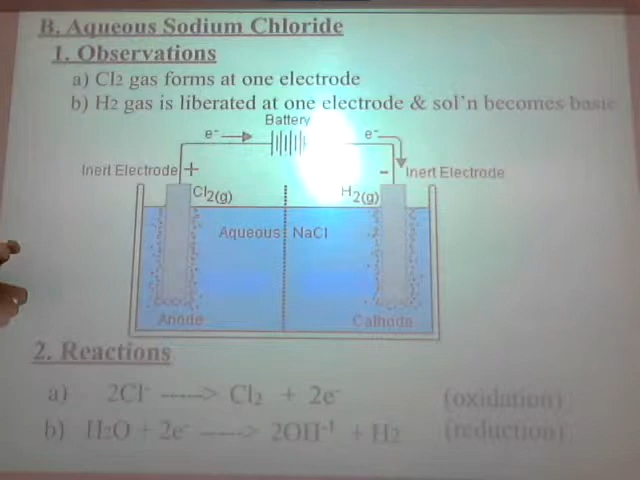 B. Aqueous Sodium Chloride
1. Observations
a) Cl2 gas forms at one electrode
b) H2 gas is liberated at one electrode & sol'n becomes basic
Battery
e- e-
Inert Electrode + - Inert Electrode
Cl2(g) H2(g)
Aqueous NaCl
Anode Cathode
2. Reactions
a) 2Cl- ----> Cl2 + 2e- (oxidation)
b) H2O + 2e- ----> 2OH-1 + H2 (reduction)